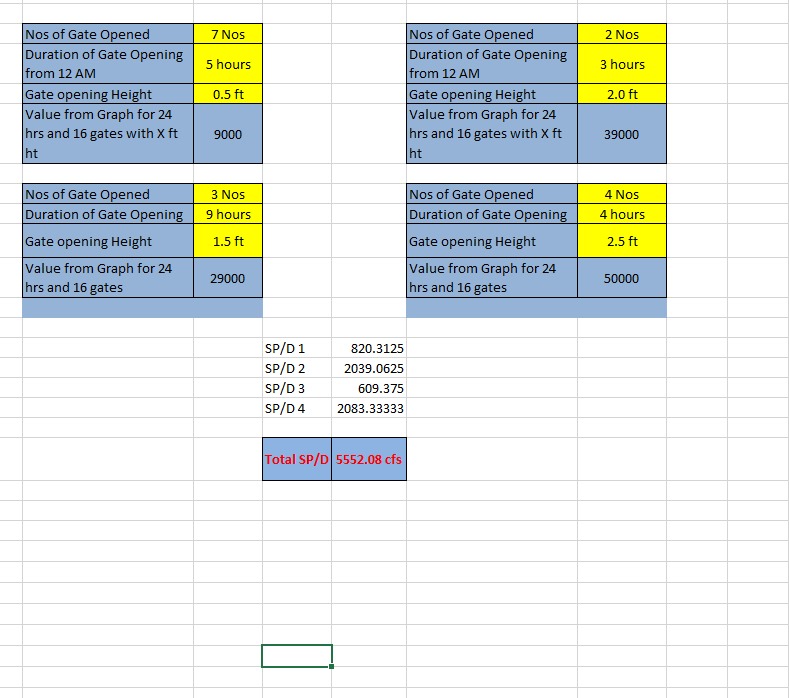 Nos of Gate Opened 7 Nos
Duration of Gate Opening
from 12 AM 5 hours
Gate opening Height 0.5 ft
Value from Graph for 24
hrs and 16 gates with X ft
ht 9000
Nos of Gate Opened 2 Nos
Duration of Gate Opening
from 12 AM 3 hours
Gate opening Height 2.0 ft
Value from Graph for 24
hrs and 16 gates with X ft
ht 39000
Nos of Gate Opened 3 Nos
Duration of Gate Opening 9 hours
Gate opening Height 1.5 ft
Value from Graph for 24
hrs and 16 gates 29000
Nos of Gate Opened 4 Nos
Duration of Gate Opening 4 hours
Gate opening Height 2.5 ft
Value from Graph for 24
hrs and 16 gates 50000
SP/D 1 820.3125
SP/D 2 2039.0625
SP/D 3 609.375
SP/D 4 2083.33333
Total SP/D 5552.08 cfs